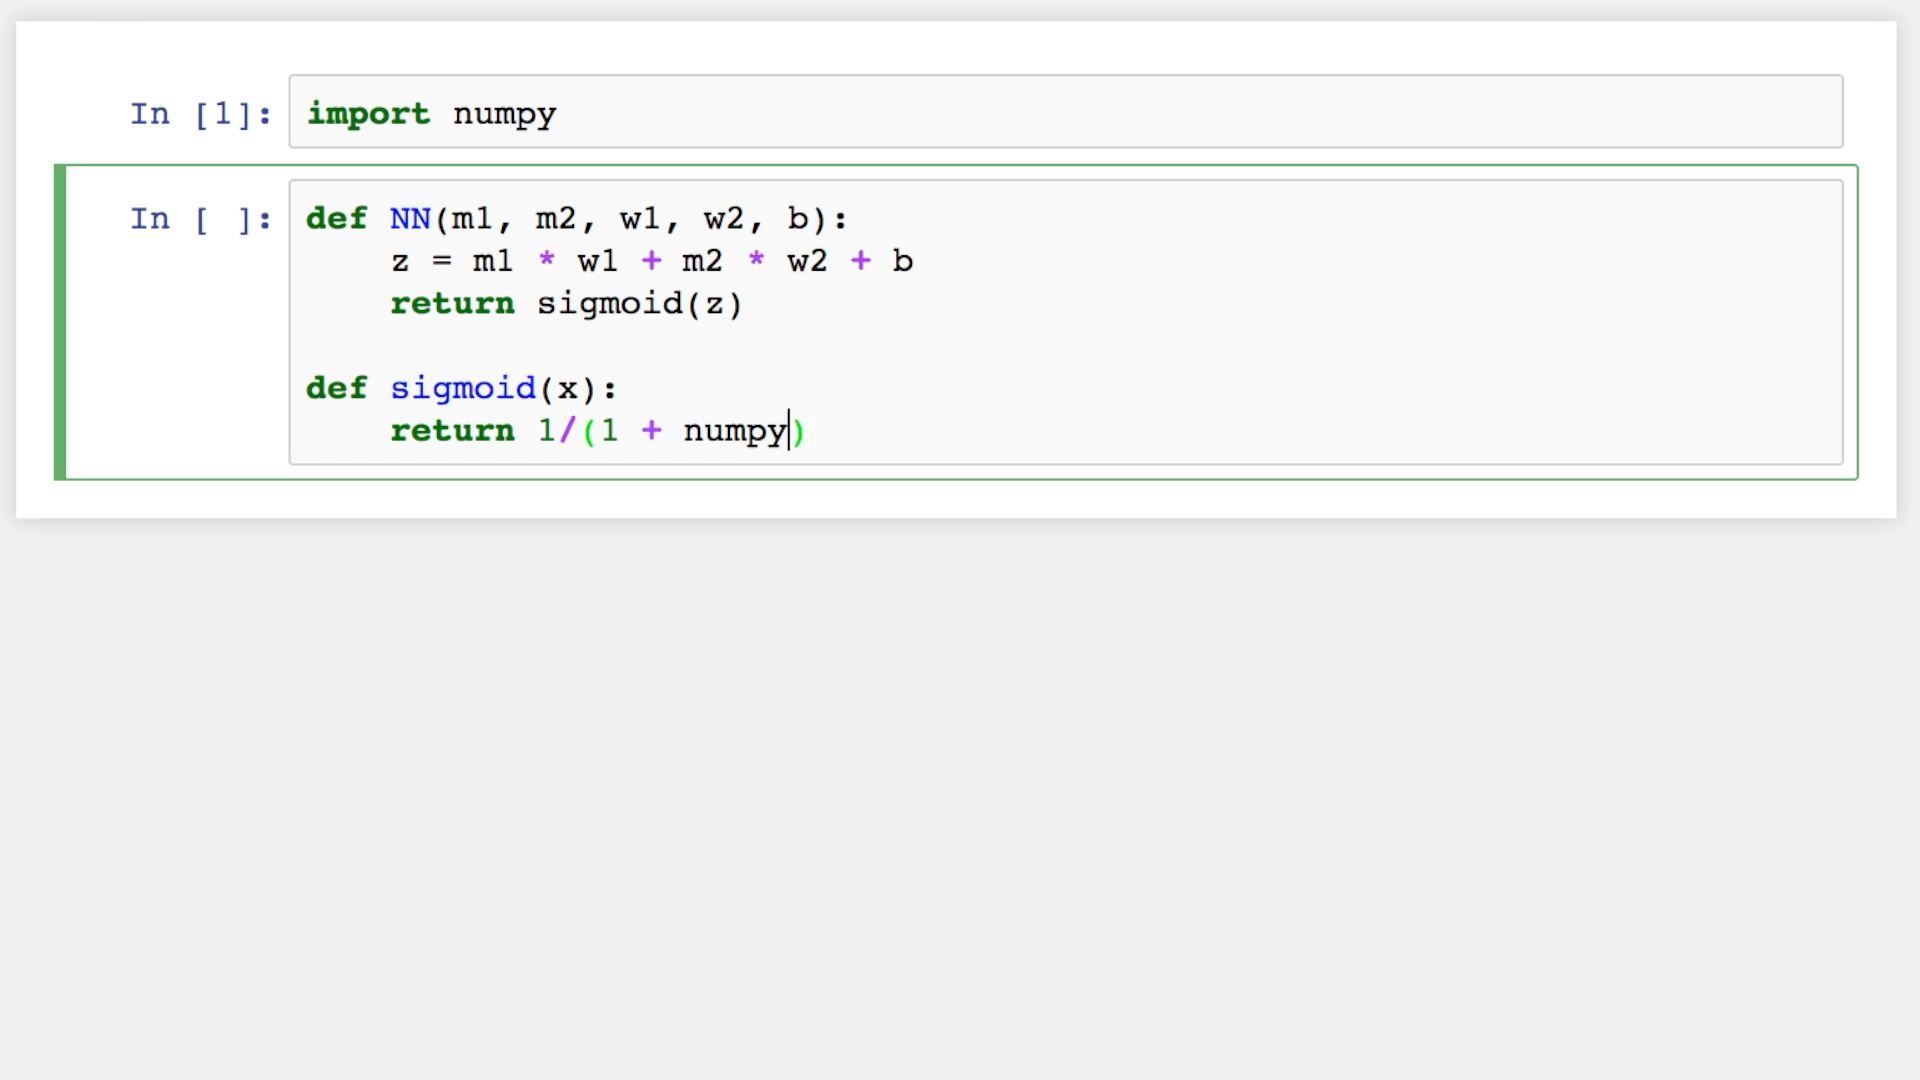 In [1]: import numpy
In [ ]: def NN(m1, m2, w1, w2, b):
    z = m1 * w1 + m2 * w2 + b
    return sigmoid(z)
def sigmoid(x):
    return 1/(1 + numpy)